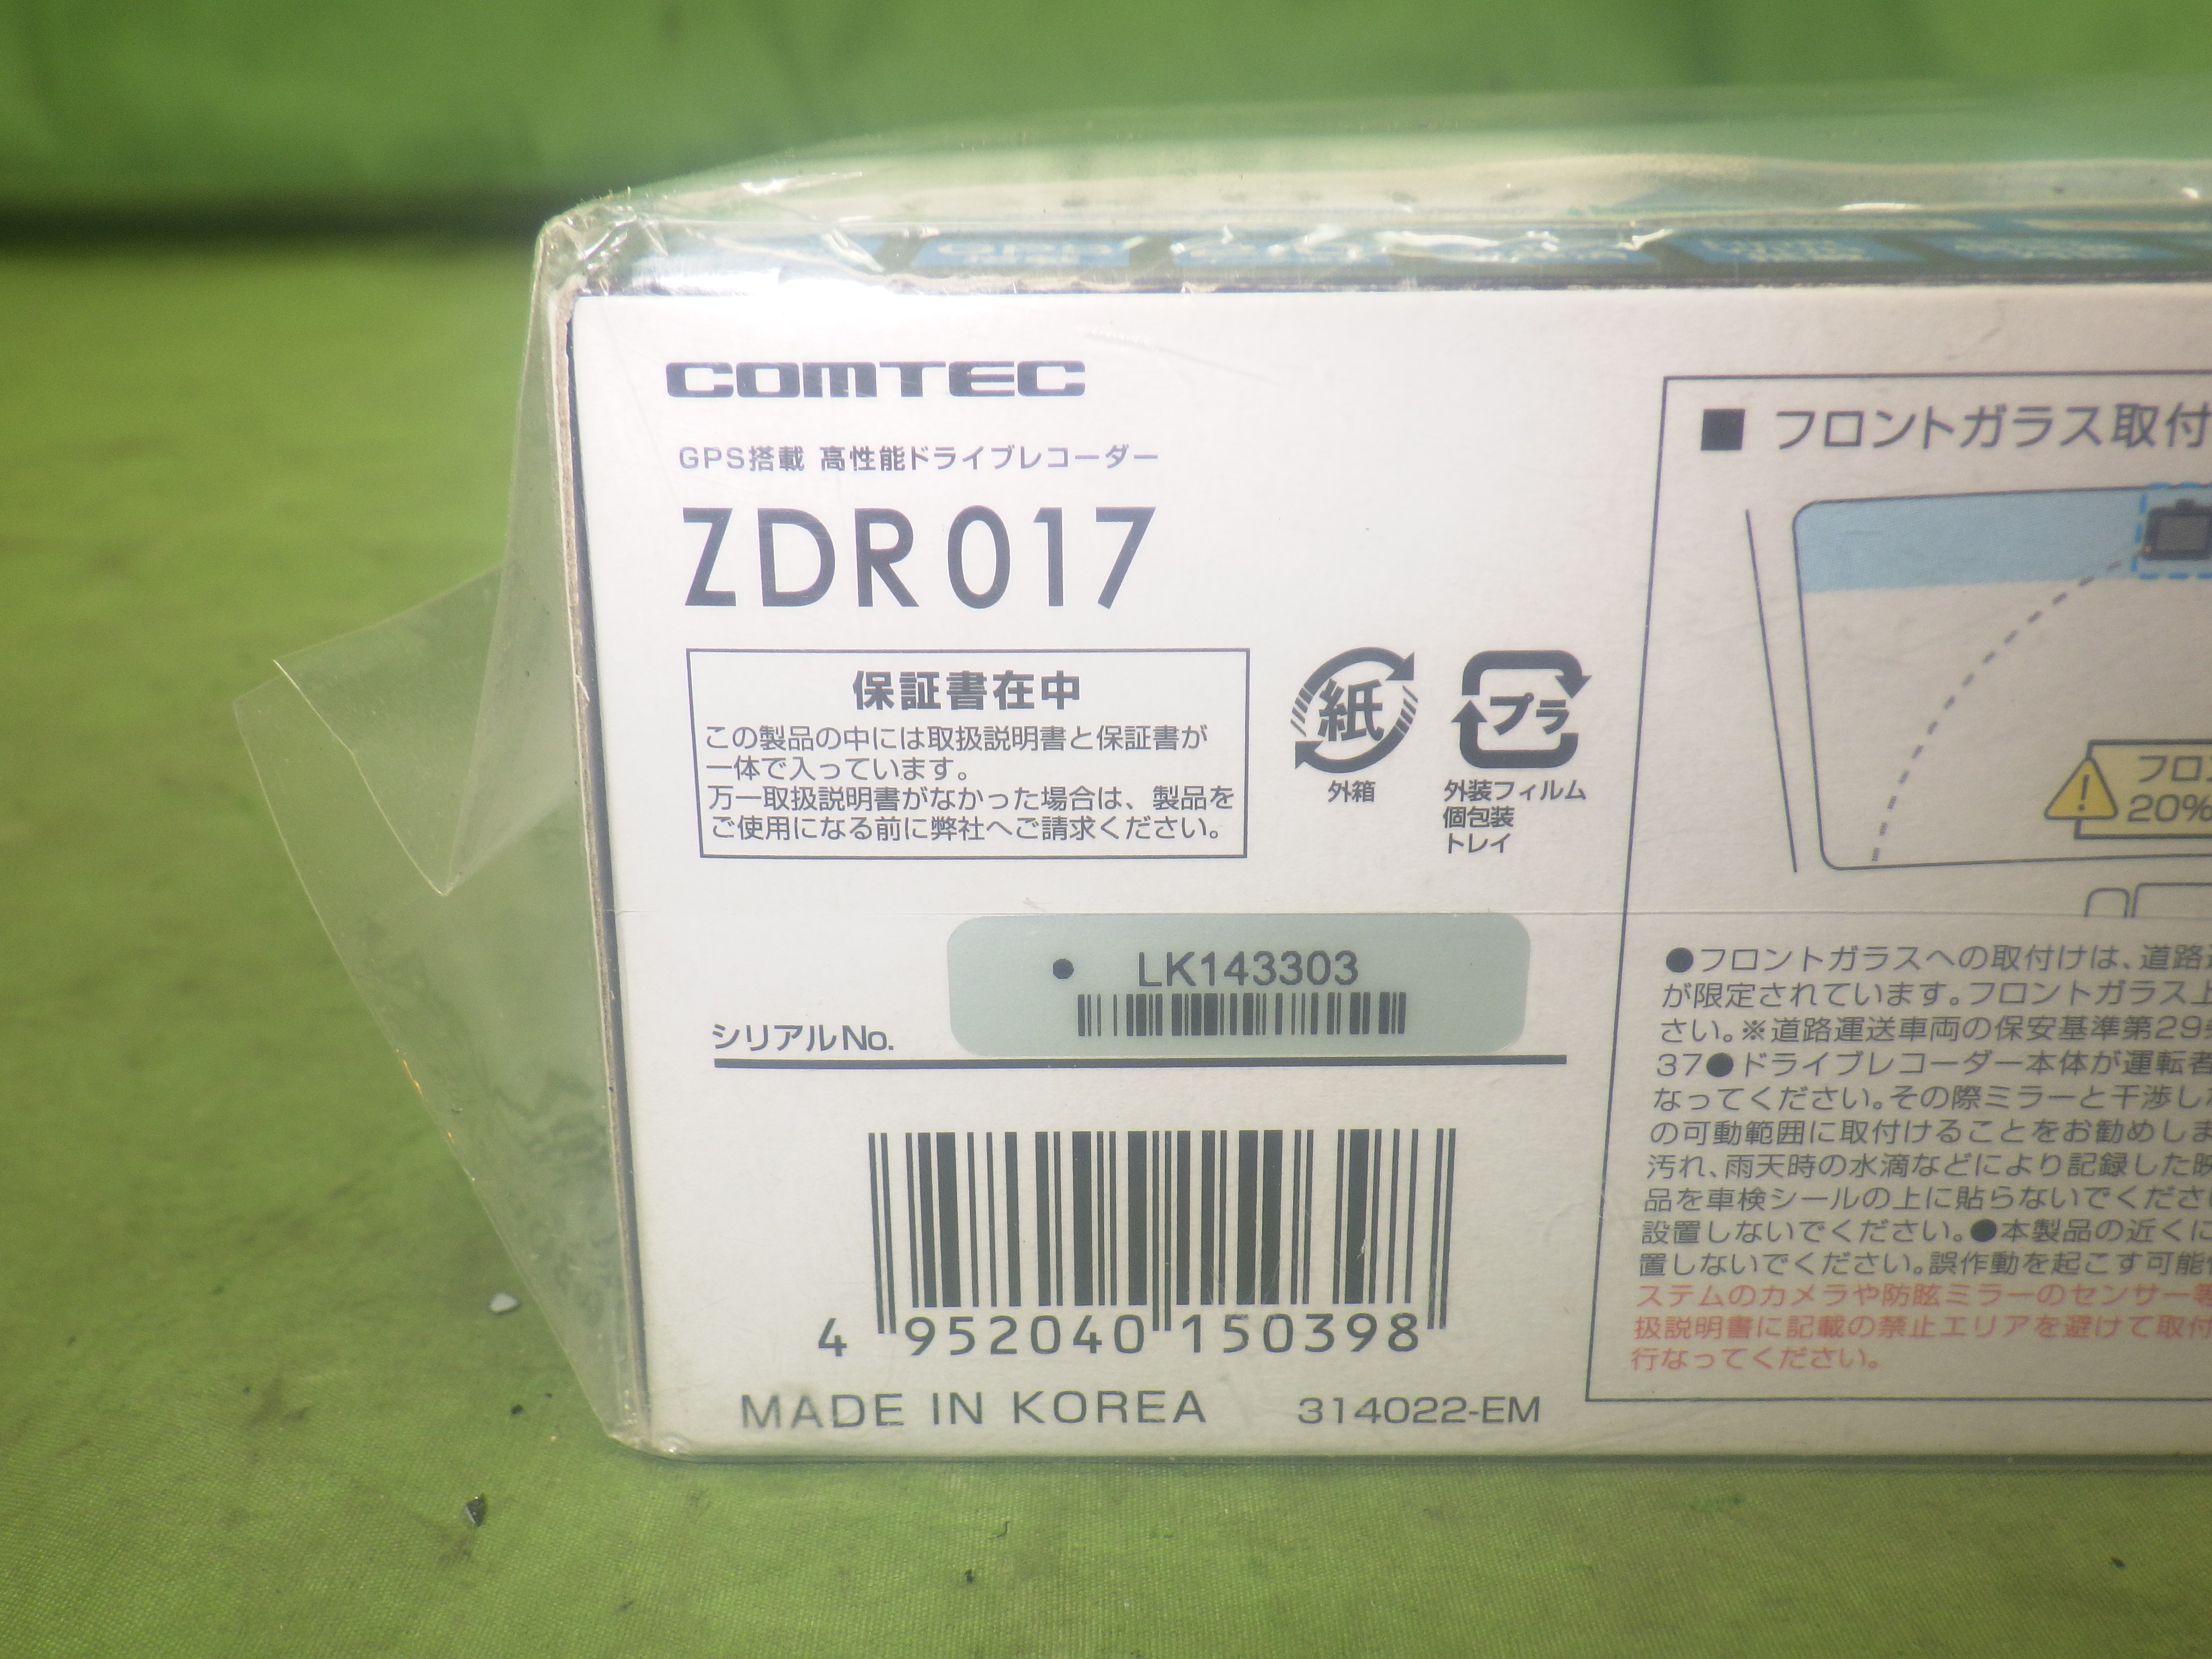 COMTEC
GPS搭載 高性能ドライブレコーダー
ZDR017
保証書在中
この製品の中には取扱説明書と保証書が
一体で入っています。
万一取扱説明書がなかった場合は、製品を
ご使用になる前に弊社へご請求ください。
紙
外箱
プラ
外装フィルム
個包装
トレイ
LK143303
シリアルNo.
4 952040 150398
MADE IN KOREA 314022-EM
■ フロントガラス取付
フロ
20%
●フロントガラスへの取付けは、道路
が限定されています。フロントガラス上
さい。※道路運送車両の保安基準第29
37●ドライブレコーダー本体が運転者
なってください。その際ミラーと干渉し
の可動範囲に取付けることをお勧めしま
汚れ、雨天時の水滴などにより記録した映
品を車検シールの上に貼らないでくださ
設置しないでください。●本製品の近くに
置しないでください。誤作動を起こす可能
ステムのカメラや防眩ミラーのセンサー等
扱説明書に記載の禁止エリアを避けて取付
行なってください。